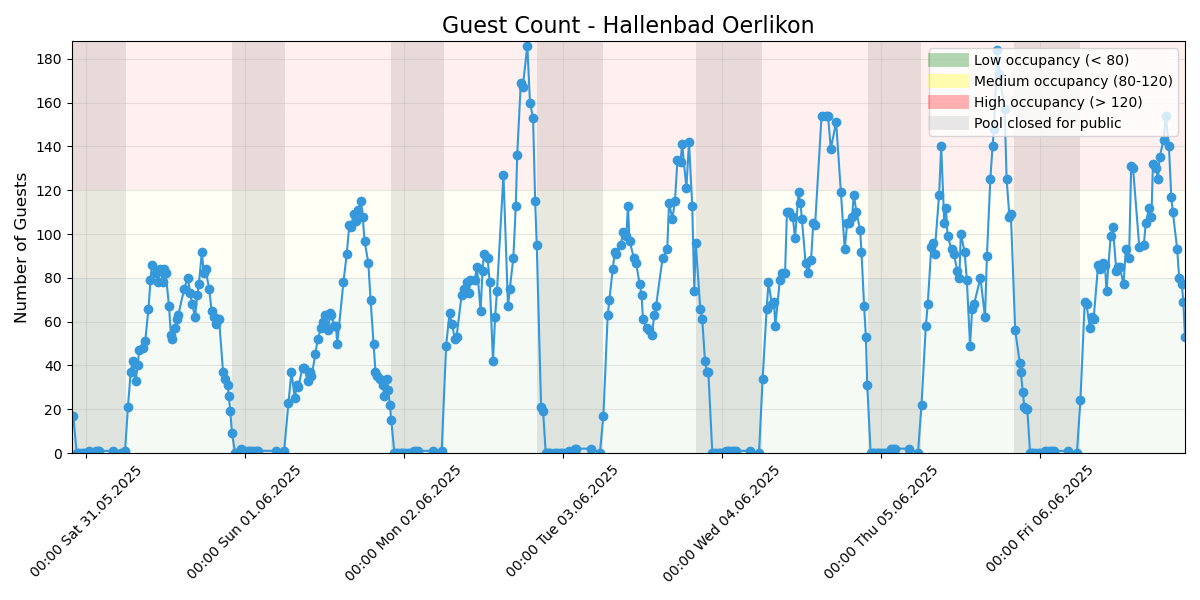 Guest Count - Hallenbad Oerlikon
Number of Guests
180
160
140
120
100
80
60
40
20
0
Low occupancy (< 80)
Medium occupancy (80-120)
High occupancy (> 120)
Pool closed for public
00:00 Sat 31.05.2025
00:00 Sun 01.06.2025
00:00 Mon 02.06.2025
00:00 Tue 03.06.2025
00:00 Wed 04.06.2025
00:00 Thu 05.06.2025
00:00 Fri 06.06.2025